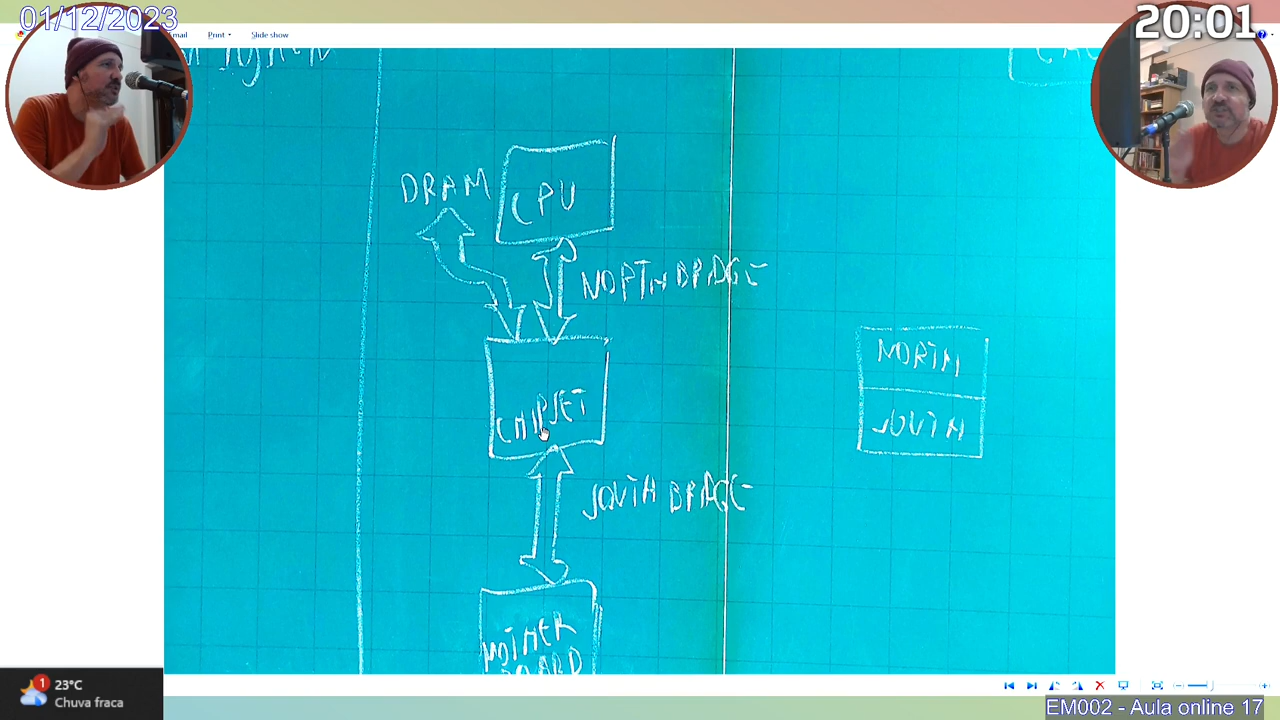 01/12/2023
20:01
Print
Slide show
DRAM
CPU
NORTH BRIDGE
CHIPSET
NORTH
SOUTH
SOUTH BRIDGE
MOTHER
BOARD
1
23°C
Chuva fraca
EM002 - Aula online 17